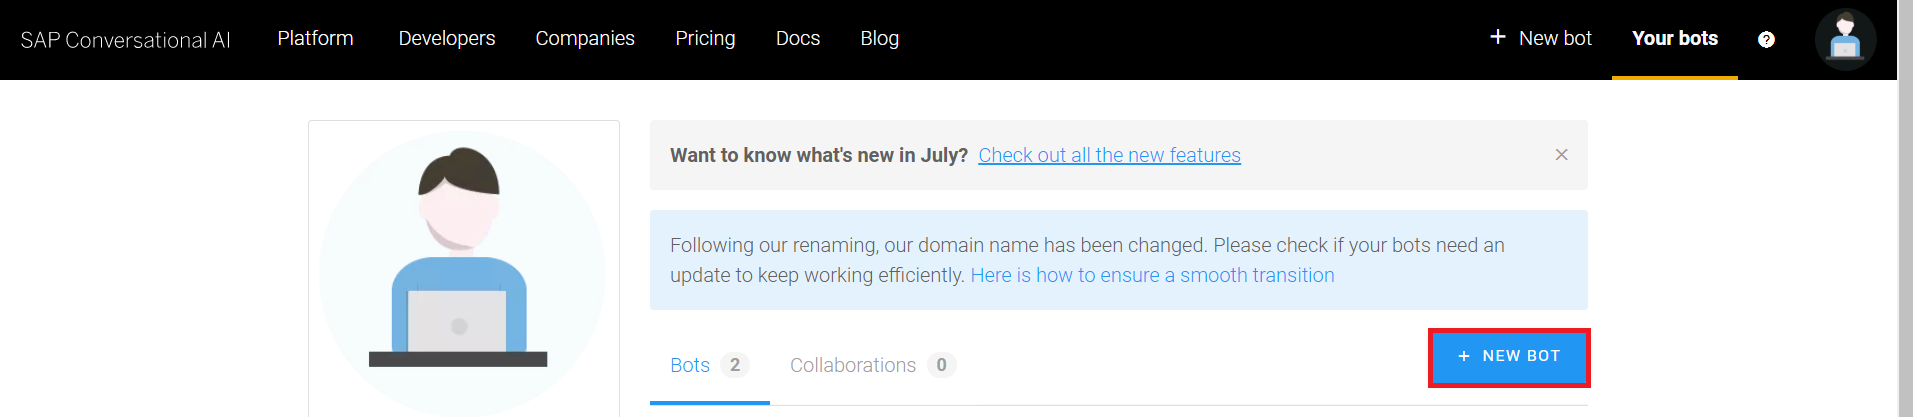 SAP Conversational AI Platform Developers Companies Pricing Docs Blog + New bot Your bots ?
Want to know what's new in July? Check out all the new features ×
Following our renaming, our domain name has been changed. Please check if your bots need an
update to keep working efficiently. Here is how to ensure a smooth transition
Bots 2 Collaborations 0 + NEW BOT